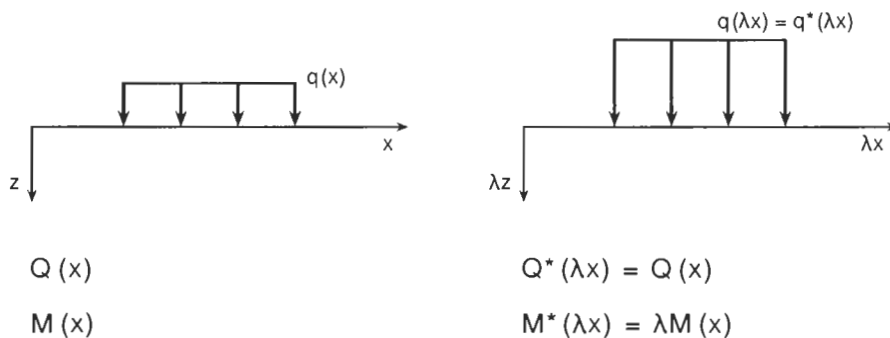 q(x)
x
z
Q (x)
M (x)
q(λx) = q*(λx)
λx
λz
Q*(λx) = Q(x)
M*(λx) = λM(x)